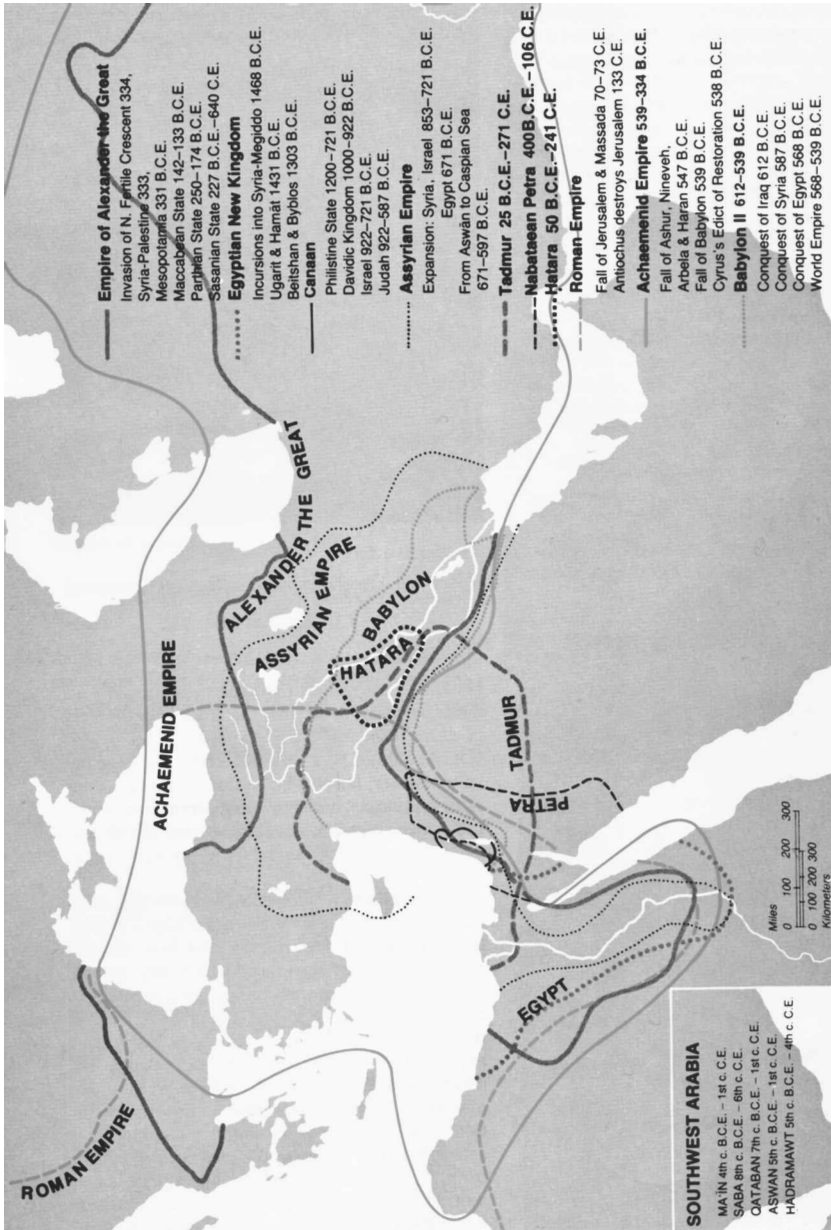 ROMAN EMPIRE
ACHAEMENID EMPIRE
ALEXANDER THE GREAT
ASSYRIAN EMPIRE
BABYLON
HATARA
TADMUR
PETRA
EGYPT
Empire of Alexander the Great
Invasion of N. Fertile Crescent 334,
Syria-Palestine 333,
Mesopotamia 331 B.C.E.
Maccabean State 142–133 B.C.E.
Parthian State 250–174 B.C.E.
Sasanian State 227 B.C.E.–640 C.E.
Egyptian New Kingdom
Incursions into Syria-Megiddo 1468 B.C.E.
Ugarit & Hamát 1431 B.C.E.
Beitshan & Byblos 1303 B.C.E.
Canaan
Philistine State 1200–721 B.C.E.
Davidic Kingdom 1000–922 B.C.E.
Israel 922–721 B.C.E.
Judah 922–587 B.C.E.
Assyrian Empire
Expansion: Syria, Israel 853–721 B.C.E.
Egypt 671 B.C.E.
From Aswàn to Caspian Sea
671–597 B.C.E.
Tadmur 25 B.C.E.–271 C.E.
Nabataean Petra 400B.C.E.–106 C.E.
Hatara 50 B.C.E.–241 C.E.
Roman Empire
Fall of Jerusalem & Massada 70–73 C.E.
Antiochus destroys Jerusalem 133 C.E.
Achaemenid Empire 539–334 B.C.E.
Fall of Ashur, Nineveh,
Arbela & Haran 547 B.C.E.
Fall of Babylon 539 B.C.E.
Cyrus's Edict of Restoration 538 B.C.E.
Babylon II 612–539 B.C.E.
Conquest of Iraq 612 B.C.E.
Conquest of Syria 587 B.C.E.
Conquest of Egypt 568 B.C.E.
World Empire 568–539 B.C.E.
Miles
0 100 200 300
0 100 200 300
Kilometers
SOUTHWEST ARABIA
MA'IN 4th c. B.C.E. – 1st c. C.E.
SABA 8th c. B.C.E. – 6th c. C.E.
QATABAN 7th c. B.C.E. – 1st c. C.E.
ASWAN 5th c. B.C.E. – 1st c. C.E.
HADRAMAWT 5th c. B.C.E. – 4th c. C.E.